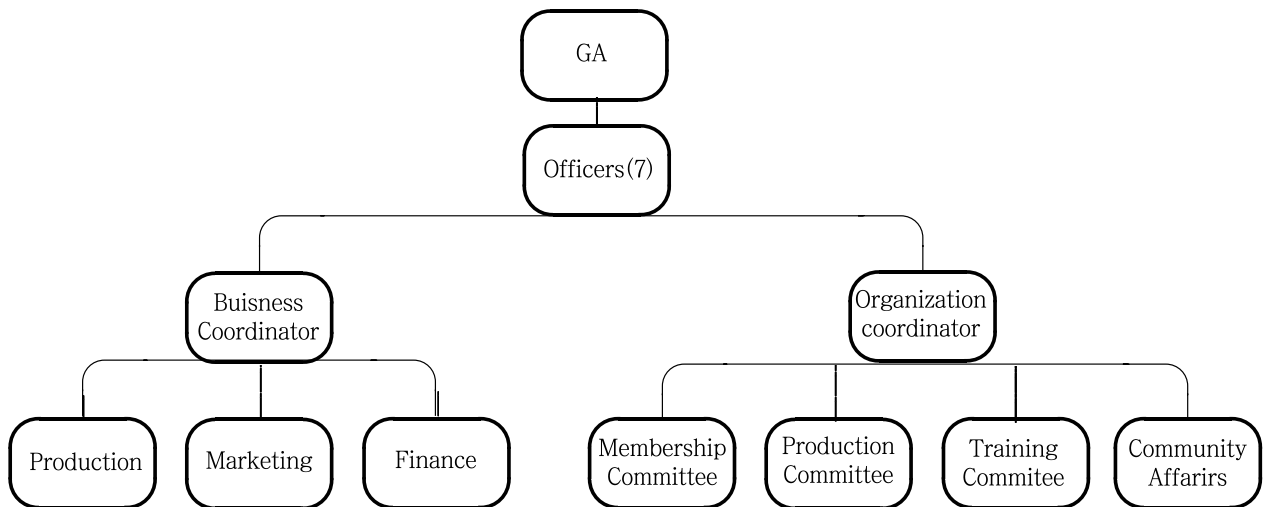 GA
Officers(7)
Buisness
Coordinator
Organization
coordinator
Production
Marketing
Finance
Membership
Committee
Production
Committee
Training
Commitee
Community
Affarirs